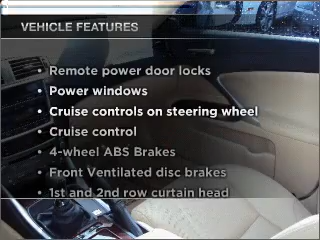 VEHICLE FEATURES
• Remote power door locks
• Power windows
• Cruise controls on steering wheel
• Cruise control
• 4-wheel ABS Brakes
• Front Ventilated disc brakes
• 1st and 2nd row curtain head